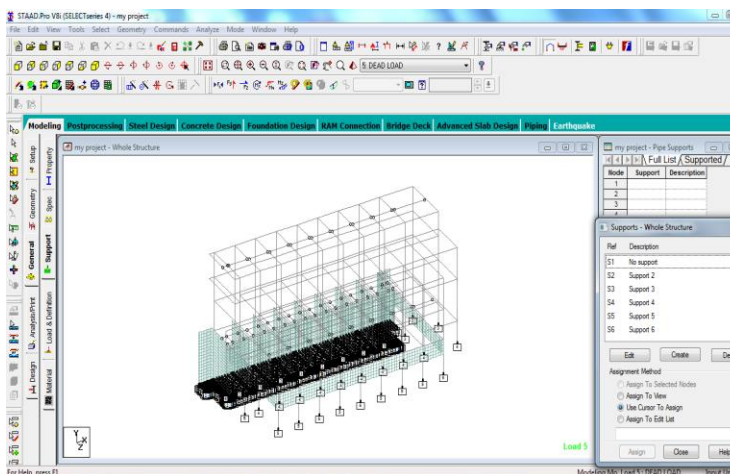 STAAD.Pro V8i (SELECTseries 4) - my project
File Edit View Tools Select Geometry Commands Analyze Mode Window Help
5: DEAD LOAD
Modeling Postprocessing Steel Design Concrete Design Foundation Design RAM Connection Bridge Deck Advanced Slab Design Piping Earthquake
Setup
Geometry
General
Analysis/Print
Design
Property
Spec
Support
Load & Definition
Material
my project - Whole Structure
Y
X
Z
Load 5
my project - Pipe Supports
Full List Supported
Node Support Description
1
2
3
Supports - Whole Structure
Ref Description
S1 No support
S2 Support 2
S3 Support 3
S4 Support 4
S5 Support 5
S6 Support 6
Edit Create De
Assignment Method
Assign To Selected Nodes
Assign To View
Use Cursor To Assign
Assign To Edit List
Assign Close Help
For Help, press F1
Load 5 : DEAD LOAD